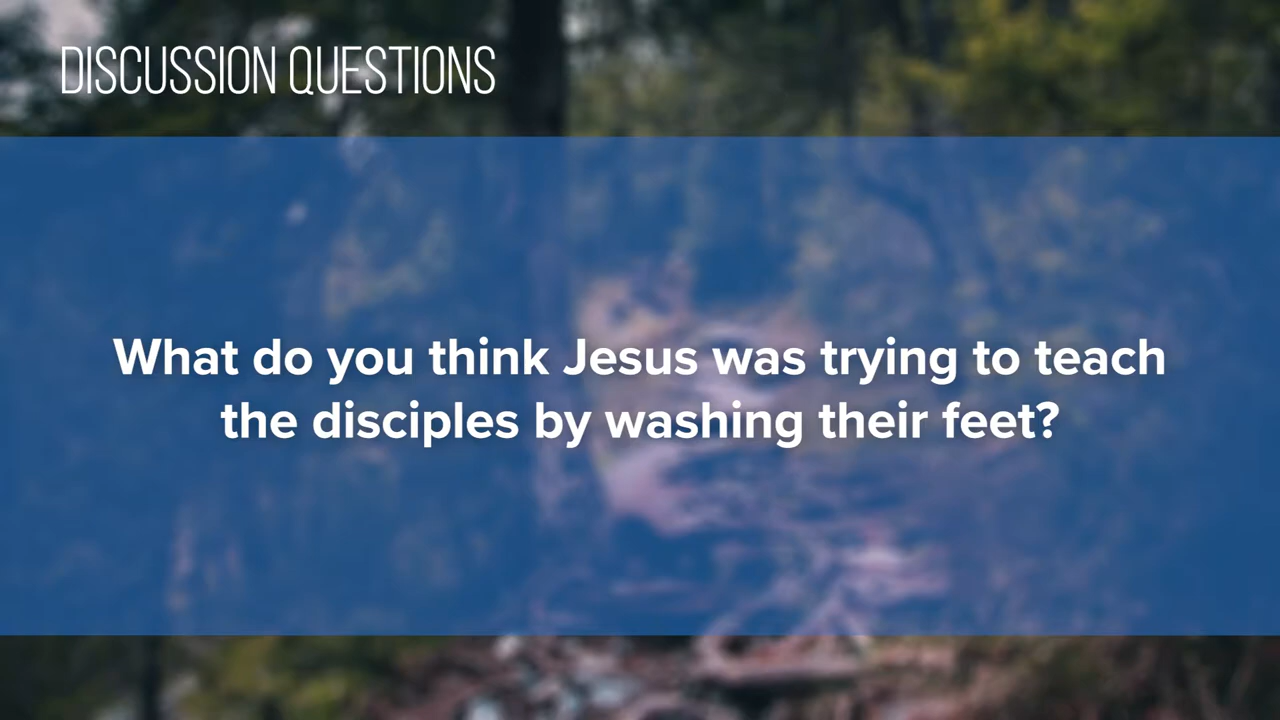 DISCUSSION QUESTIONS
What do you think Jesus was trying to teach
the disciples by washing their feet?